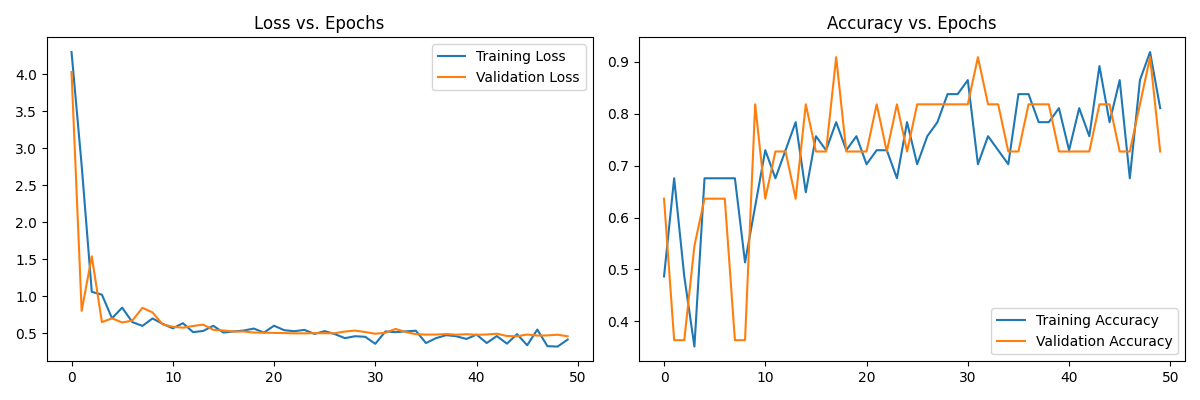 Loss vs. Epochs
4.0
3.5
3.0
2.5
2.0
1.5
1.0
0.5
0 10 20 30 40 50
Training Loss
Validation Loss
Accuracy vs. Epochs
0.9
0.8
0.7
0.6
0.5
0.4
0 10 20 30 40 50
Training Accuracy
Validation Accuracy